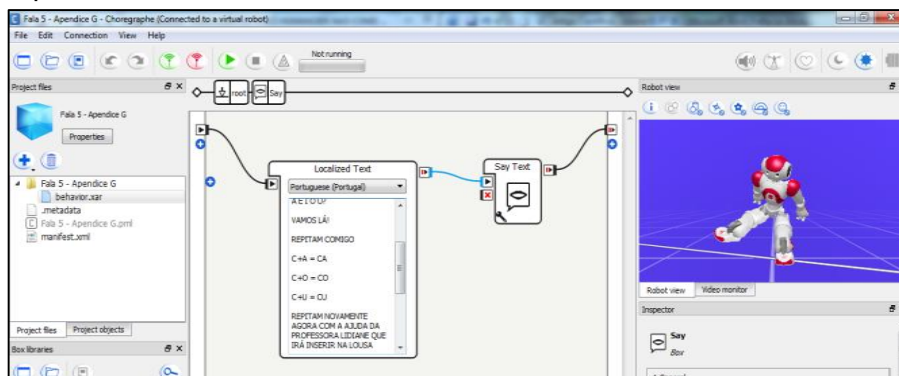 Fala 5 - Apendice G - Choregraphe (Connected to a virtual robot)
File Edit Connection View Help
Not running
Project files
Fala 5 - Apendice G
Properties
Fala 5 - Apendice G
behavior.xar
.metadata
Fala 5 - Apendice G.pml
manifest.xml
Project files Project objects
Box libraries
root Say
Localized Text
Portuguese (Portugal)
A E I O U?
VAMOS LÁ!
REPITAM COMIGO
C+A = CA
C+O = CO
C+U = CU
REPITAM NOVAMENTE
AGORA COM A AJUDA DA
PROFESSORA LIDIANE QUE
IRÁ INSERIR NA LOUSA
Say Text
Robot view
Robot view Video monitor
Inspector
Say
Box